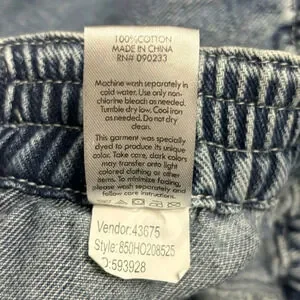 100%COTTON
MADE IN CHINA
RN# D90233
Machine wash separately in
cold water. Use only non-
chlorine bleach as needed.
Tumble dry low. Cool iron
as needed. Do not dry
clean.
This garment was specially
dyed to produce its unique
color. Take care, dark colors
may transfer onto light
colored clothing or other
items. To minimize fading,
please wash separately and
follow care instructions.
Vendor:43675
Style:850HO208525
D:593928